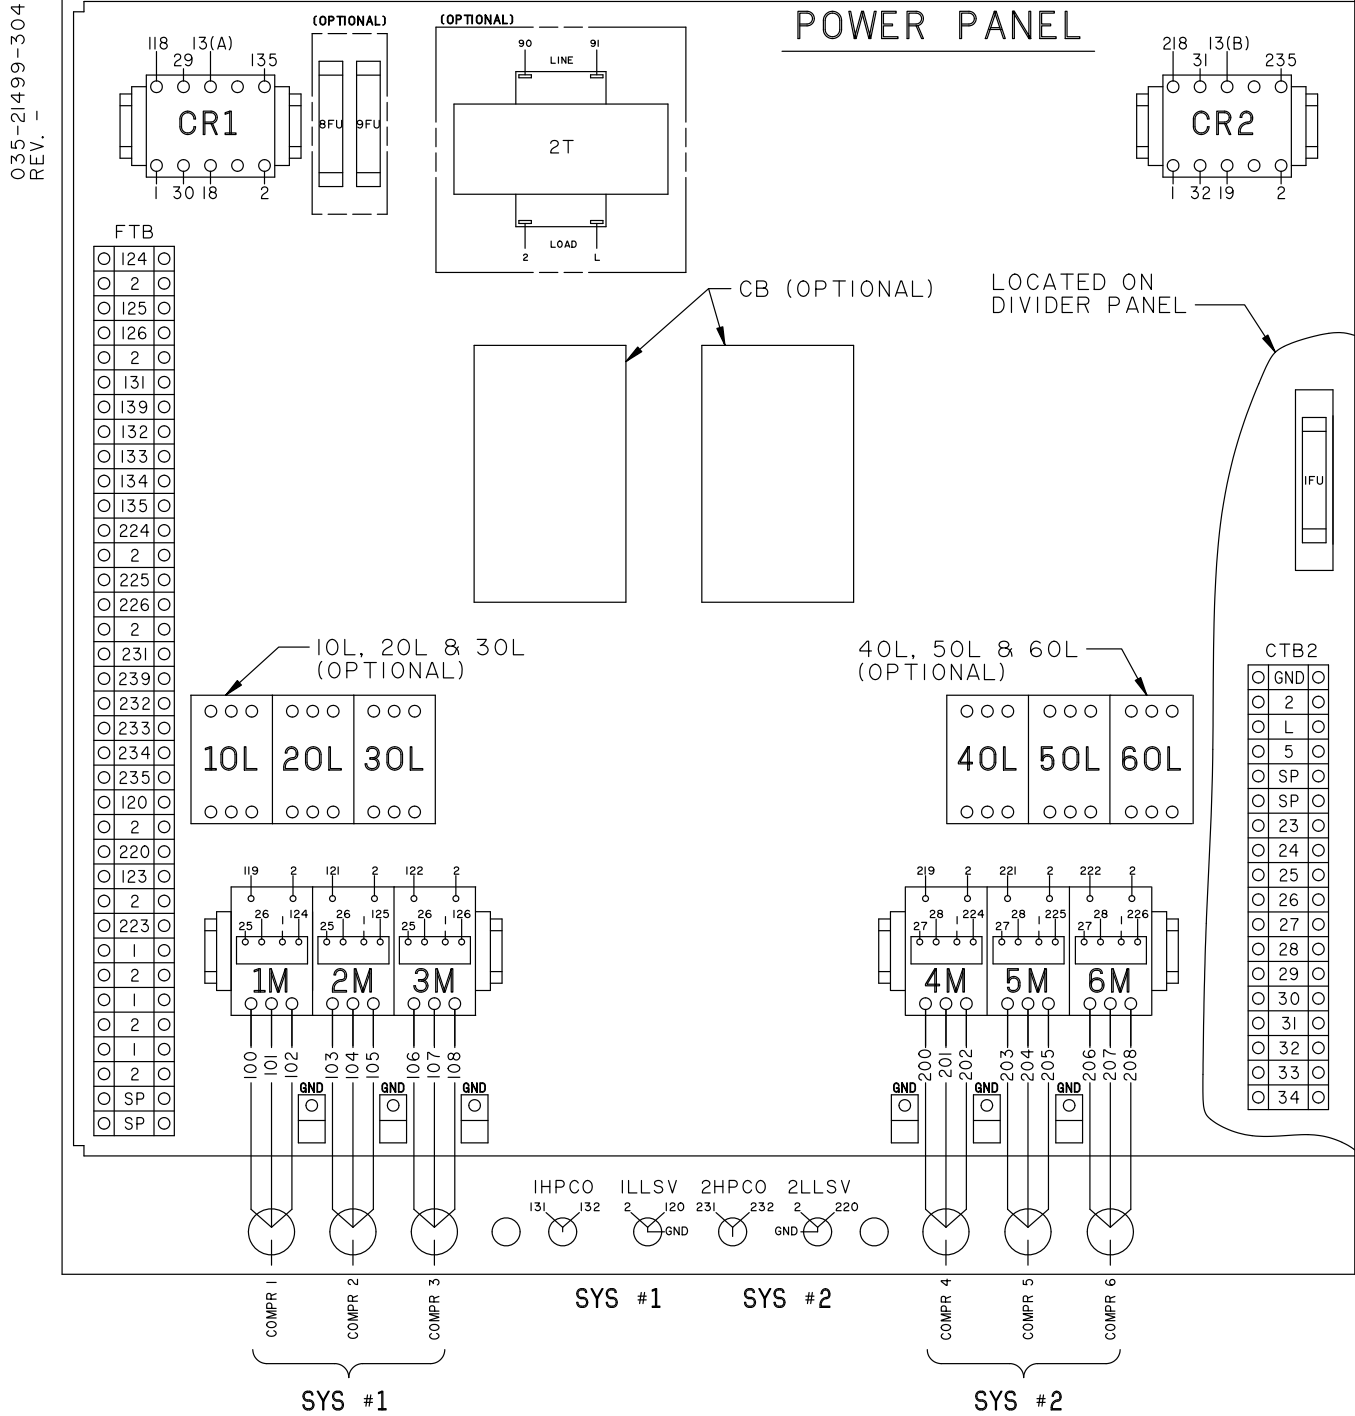 035-21499-304
REV. -
POWER PANEL
(OPTIONAL)
8FU 9FU
(OPTIONAL)
90 91
LINE
2T
LOAD
2 L
118 29 13(A) 135
CR1
1 30 18 2
218 31 13(B) 235
CR2
1 32 19 2
FTB
124
2
125
126
2
131
139
132
133
134
135
224
2
225
226
2
231
239
232
233
234
235
120
2
220
123
2
223
1
2
1
2
1
2
SP
SP
CB (OPTIONAL)
LOCATED ON
DIVIDER PANEL
1FU
1OL, 2OL & 3OL
(OPTIONAL)
4OL, 5OL & 6OL
(OPTIONAL)
1OL 2OL 3OL
4OL 5OL 6OL
CTB2
GND
2
L
5
SP
SP
23
24
25
26
27
28
29
30
31
32
33
34
119 2 121 2 122 2
25 26 1 124 25 26 1 125 25 26 1 126
1M 2M 3M
100 101 102 103 104 105 106 107 108
GND GND GND
219 2 221 2 222 2
27 28 1 224 27 28 1 225 27 28 1 226
4M 5M 6M
200 201 202 203 204 205 206 207 208
GND GND GND
1HPCO 1LLSV 2HPCO 2LLSV
131 132 2 120 231 232 2 220
GND GND
SYS #1 SYS #2
COMPR 1
COMPR 2
COMPR 3
COMPR 4
COMPR 5
COMPR 6
SYS #1 SYS #2